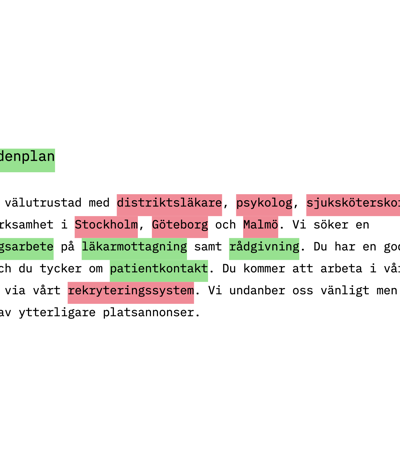 denplan
välutrustad med distriktsläkare, psykolog, sjuksköterskor
rksamhet i Stockholm, Göteborg och Malmö. Vi söker en
gsarbete på läkarmottagning samt rådgivning. Du har en god
ch du tycker om patientkontakt. Du kommer att arbeta i vår
via vårt rekryteringssystem. Vi undanber oss vänligt men
av ytterligare platsannonser.